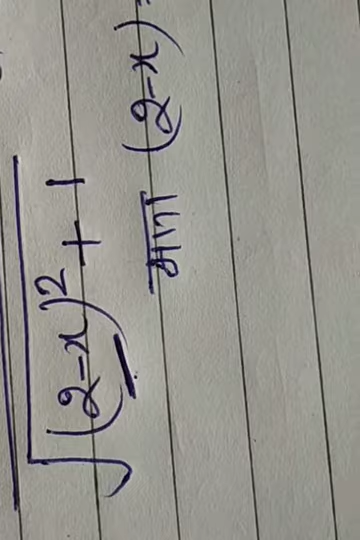 √(2-x)² + 1
माना (2-x) =